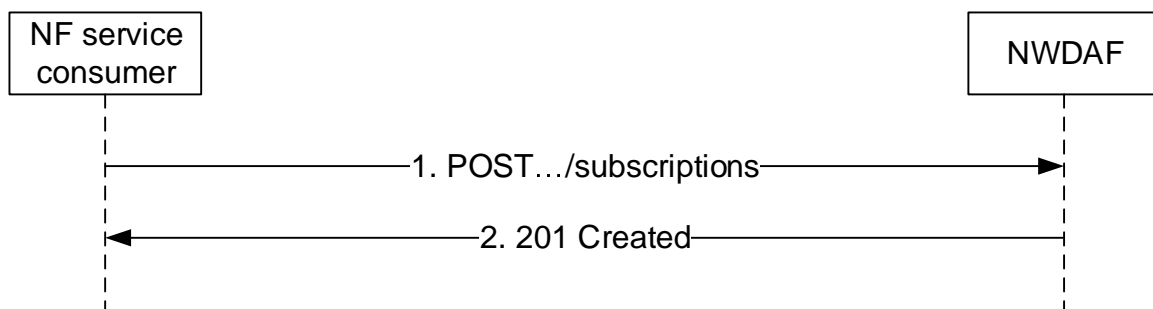 NF service
consumer
NWDAF
1. POST…/subscriptions
2. 201 Created